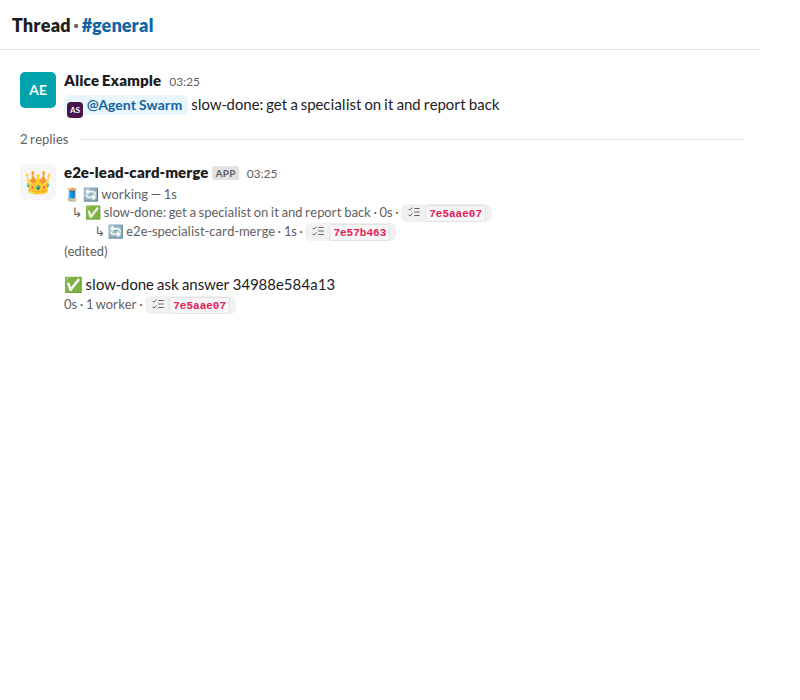 Thread • #general
AE
Alice Example 03:25
AS @Agent Swarm slow-done: get a specialist on it and report back
2 replies
e2e-lead-card-merge APP 03:25
🧵 🔄 working — 1s
↳ ✅ slow-done: get a specialist on it and report back · 0s · 7e5aae07
↳ 🔄 e2e-specialist-card-merge · 1s · 7e57b463
(edited)
✅ slow-done ask answer 34988e584a13
0s · 1 worker · 7e5aae07